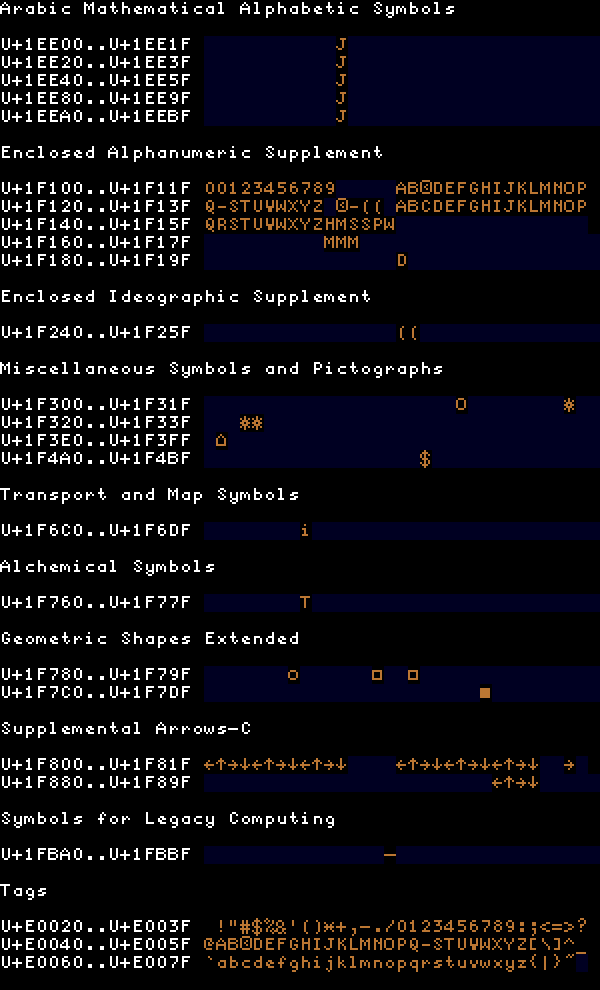 Arabic Mathematical Alphabetic Symbols
U+1EE00..U+1EE1F J
U+1EE20..U+1EE3F J
U+1EE40..U+1EE5F J
U+1EE80..U+1EE9F J
U+1EEA0..U+1EEBF J
Enclosed Alphanumeric Supplement
U+1F100..U+1F11F 00123456789 AB©DEFGHIJKLMNOP
U+1F120..U+1F13F Q-STUVWXYZ ©-(( ABCDEFGHIJKLMNOP
U+1F140..U+1F15F QRSTUVWXYZHMSSPW
U+1F160..U+1F17F MMM
U+1F180..U+1F19F D
Enclosed Ideographic Supplement
U+1F240..U+1F25F ((
Miscellaneous Symbols and Pictographs
U+1F300..U+1F31F O *
U+1F320..U+1F33F **
U+1F3E0..U+1F3FF ⌂
U+1F4A0..U+1F4BF $
Transport and Map Symbols
U+1F6C0..U+1F6DF i
Alchemical Symbols
U+1F760..U+1F77F T
Geometric Shapes Extended
U+1F780..U+1F79F ○ □ □
U+1F7C0..U+1F7DF ■
Supplemental Arrows-C
U+1F800..U+1F81F ←↑→↓←↑→↓←↑→↓ ←↑→↓←↑→↓←↑→↓ →
U+1F880..U+1F89F ←↑→↓
Symbols for Legacy Computing
U+1FBA0..U+1FBBF ─
Tags
U+E0020..U+E003F !"#$%&'()*+,-./0123456789:;<=>?
U+E0040..U+E005F @AB©DEFGHIJKLMNOPQ-STUVWXYZ[\]^_
U+E0060..U+E007F `abcdefghijklmnopqrstuvwxyz{|}~